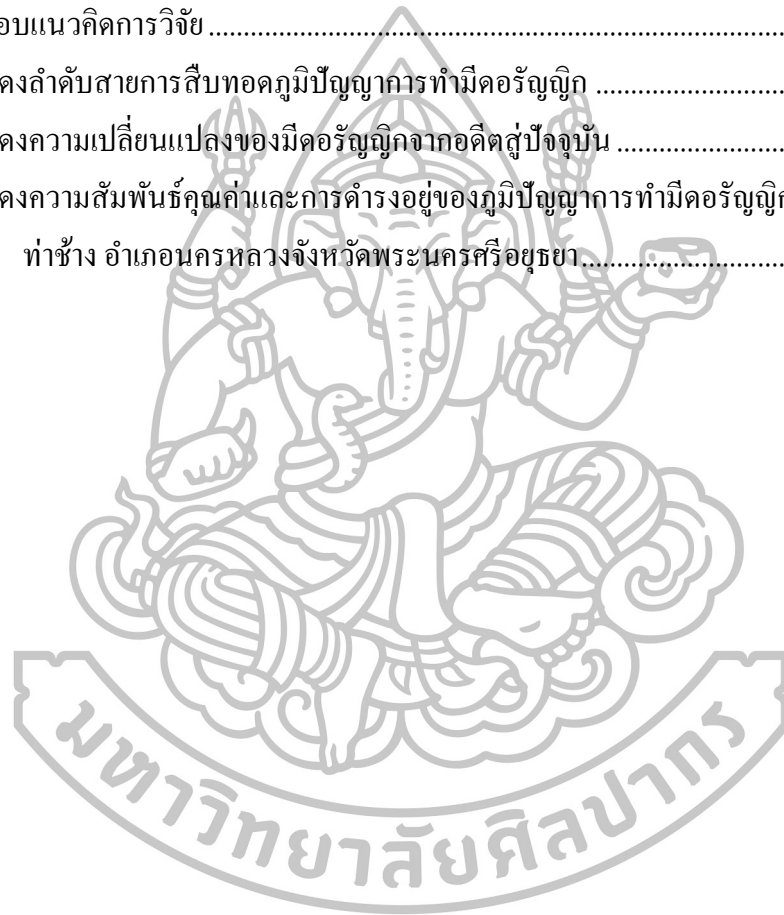 อบแนวคิดการวิจัย
ดงลำดับสายการสืบทอดภูมิปัญญาการทำมีดอรัญญิก
ดงความเปลี่ยนแปลงของมีดอรัญญิกจากอดีตสู่ปัจจุบัน
ดงความสัมพันธ์คุณค่าและการดำรงอยู่ของภูมิปัญญาการทำมีดอรัญญิก
ท่าช้าง อำเภอนครหลวงจังหวัดพระนครศรีอยุธยา
มหาวิทยาลัยศิลปากร